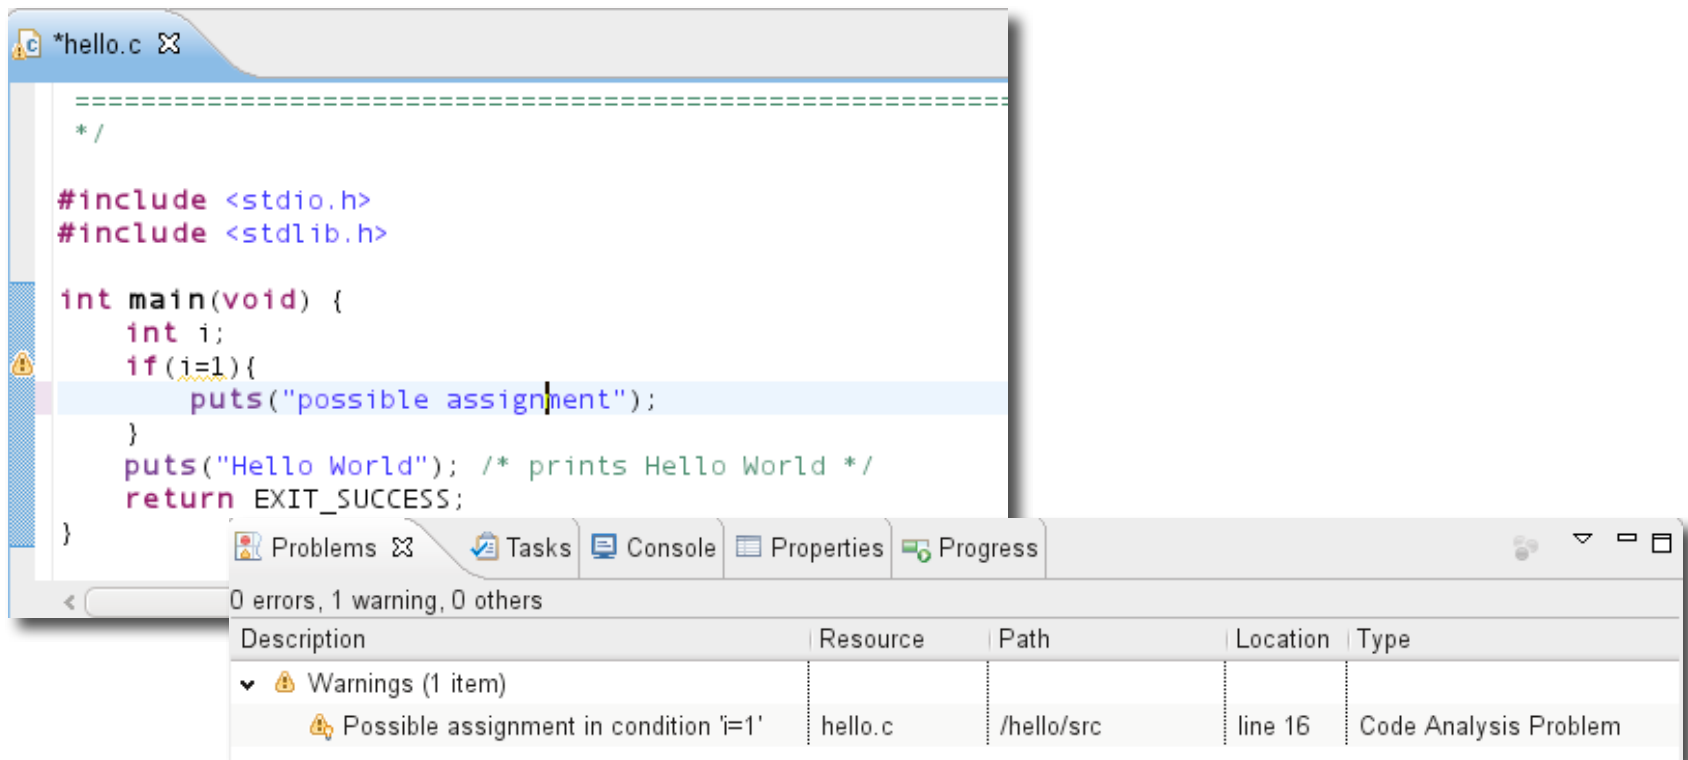 *hello.c
========================================================
*/
#include <stdio.h>
#include <stdlib.h>
int main(void) {
int i;
if(i=1){
puts("possible assignment");
}
puts("Hello World"); /* prints Hello World */
return EXIT_SUCCESS;
}
Problems Tasks Console Properties Progress
0 errors, 1 warning, 0 others
Description Resource Path Location Type
Warnings (1 item)
Possible assignment in condition 'i=1' hello.c /hello/src line 16 Code Analysis Problem